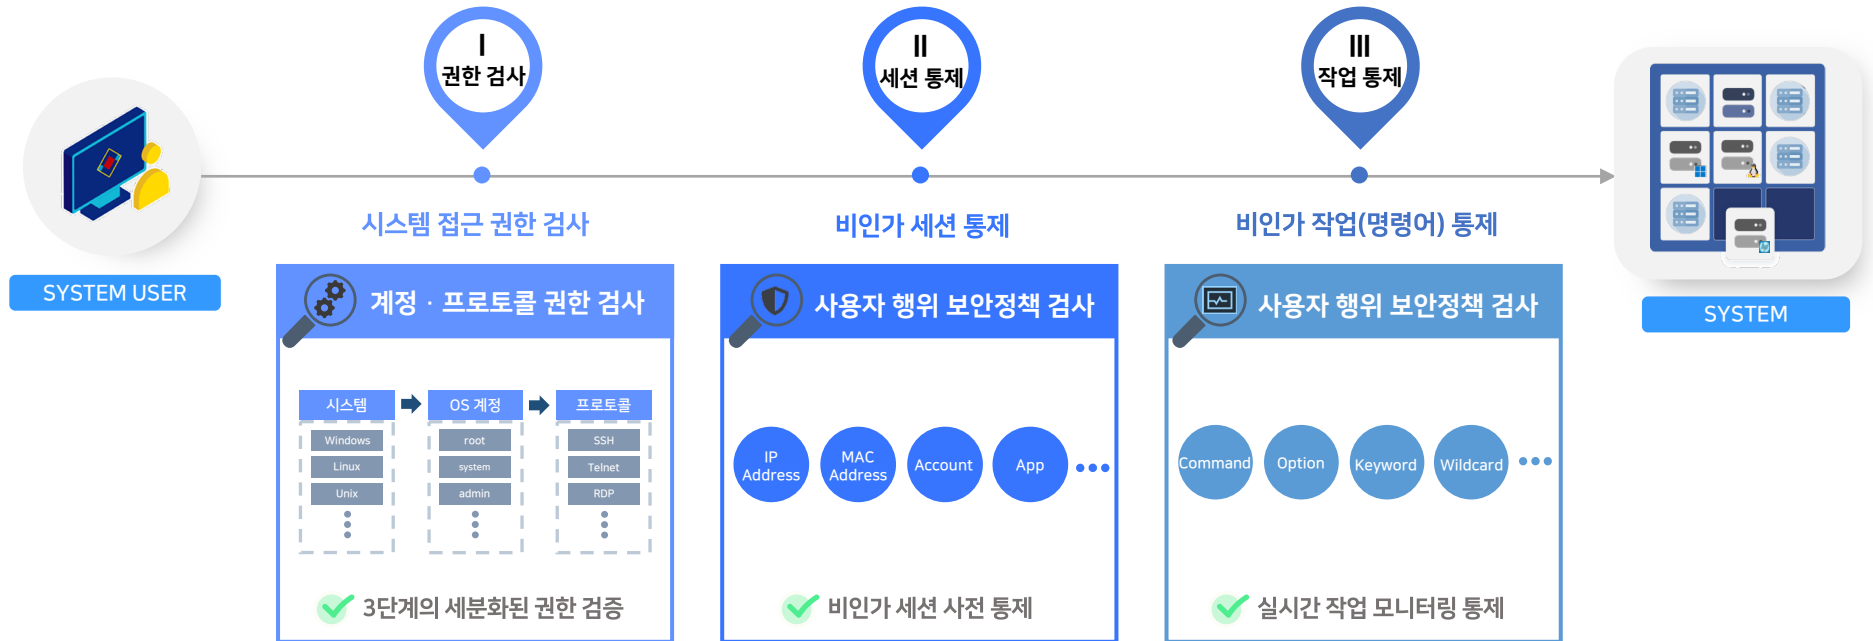 I
권한 검사
II
세션 통제
III
작업 통제
시스템 접근 권한 검사
비인가 세션 통제
비인가 작업(명령어) 통제
SYSTEM USER
SYSTEM
계정 · 프로토콜 권한 검사
시스템
OS 계정
프로토콜
Windows
root
SSH
Linux
system
Telnet
Unix
admin
RDP
3단계의 세분화된 권한 검증
사용자 행위 보안정책 검사
IP
Address
MAC
Address
Account
App
비인가 세션 사전 통제
사용자 행위 보안정책 검사
Command
Option
Keyword
Wildcard
실시간 작업 모니터링 통제